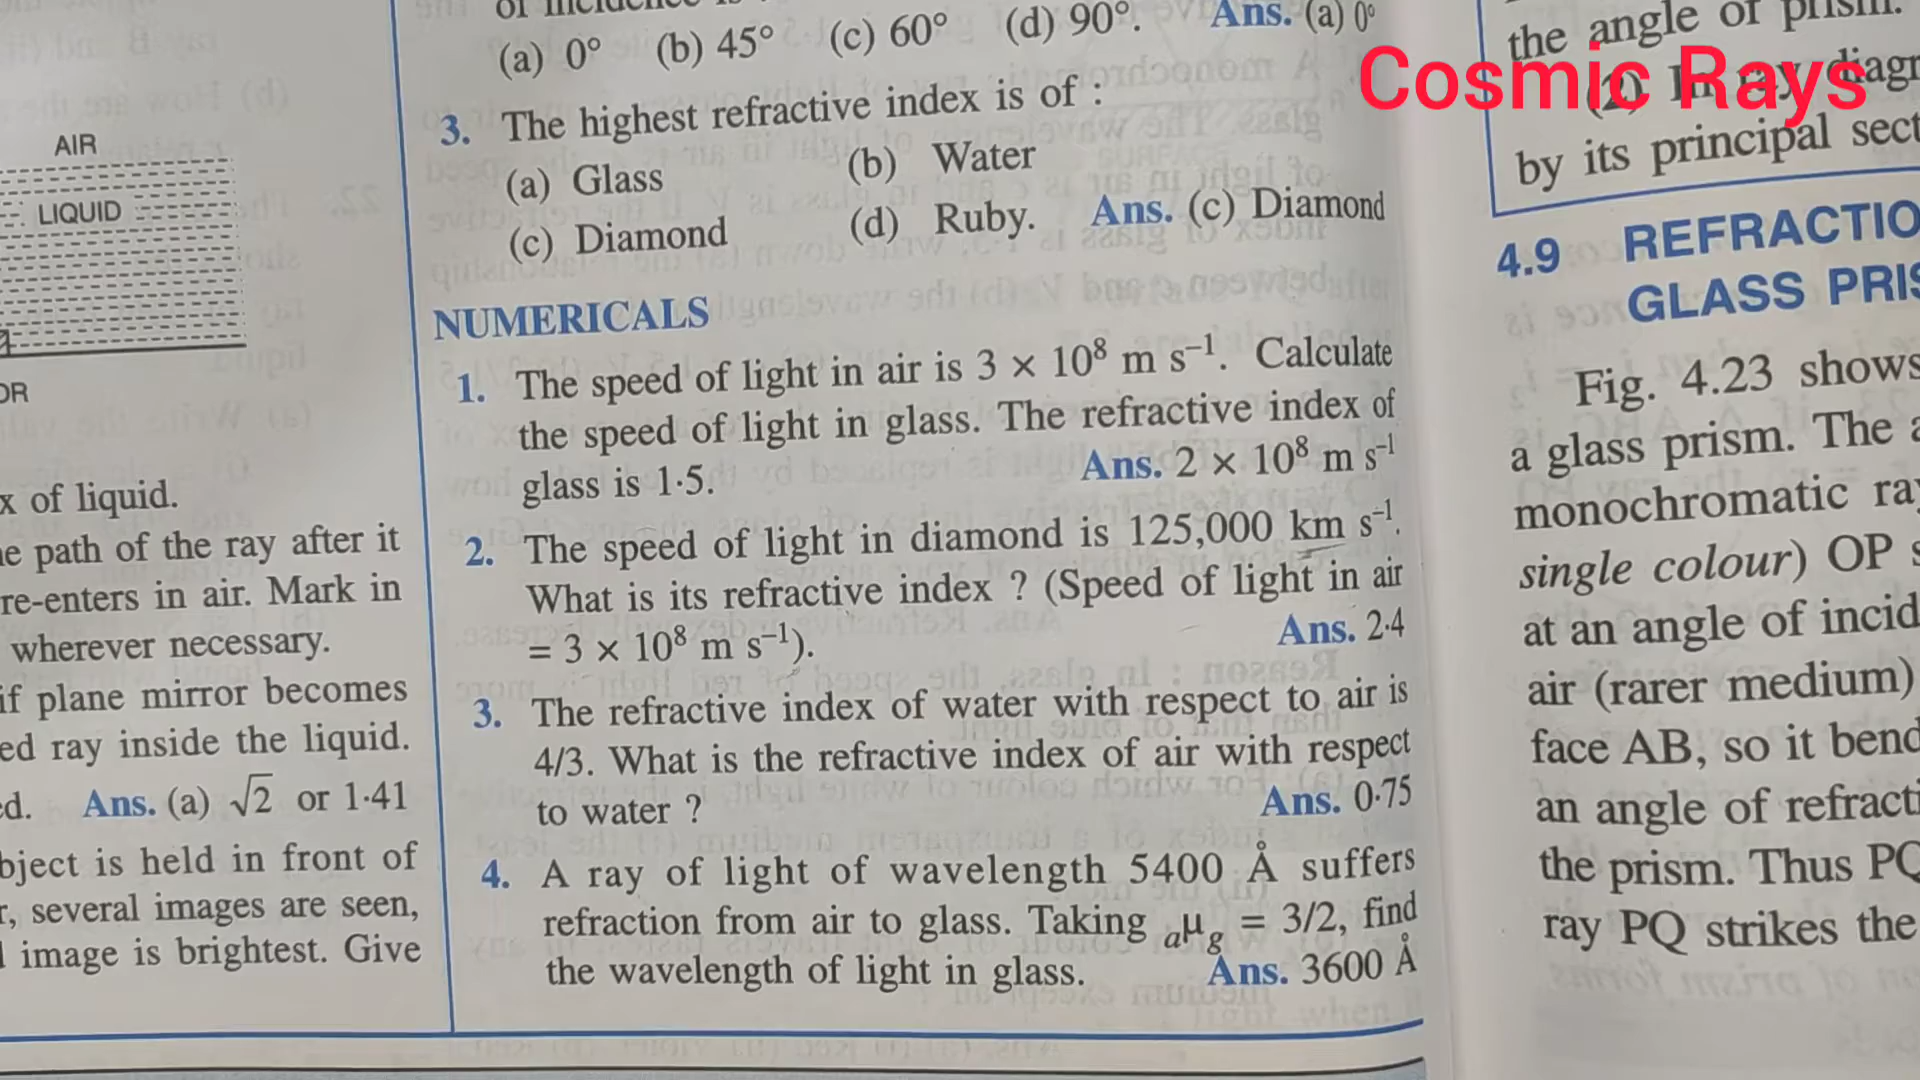 AIR
LIQUID
OR
x of liquid.
e path of the ray after it
re-enters in air. Mark in
wherever necessary.
if plane mirror becomes
ed ray inside the liquid.
ed. Ans. (a) √2 or 1·41
bject is held in front of
r, several images are seen,
image is brightest. Give
(a) 0° (b) 45° (c) 60° (d) 90°. Ans. (a) 0°
3. The highest refractive index is of :
(a) Glass (b) Water
(c) Diamond (d) Ruby. Ans. (c) Diamond
NUMERICALS
1. The speed of light in air is 3 × 10⁸ m s⁻¹. Calculate
the speed of light in glass. The refractive index of
glass is 1·5. Ans. 2 × 10⁸ m s⁻¹
2. The speed of light in diamond is 125,000 km s⁻¹.
What is its refractive index ? (Speed of light in air
= 3 × 10⁸ m s⁻¹). Ans. 2·4
3. The refractive index of water with respect to air is
4/3. What is the refractive index of air with respect
to water ? Ans. 0·75
4. A ray of light of wavelength 5400 Å suffers
refraction from air to glass. Taking ₐμg = 3/2, find
the wavelength of light in glass. Ans. 3600 Å
the angle of prism.
Cosmic Rays
(2) In ray diagr
by its principal sect
4.9 REFRACTIO
GLASS PRIS
Fig. 4.23 shows
a glass prism. The a
monochromatic ray
single colour) OP s
at an angle of incid
air (rarer medium)
face AB, so it bend
an angle of refracti
the prism. Thus PQ
ray PQ strikes the